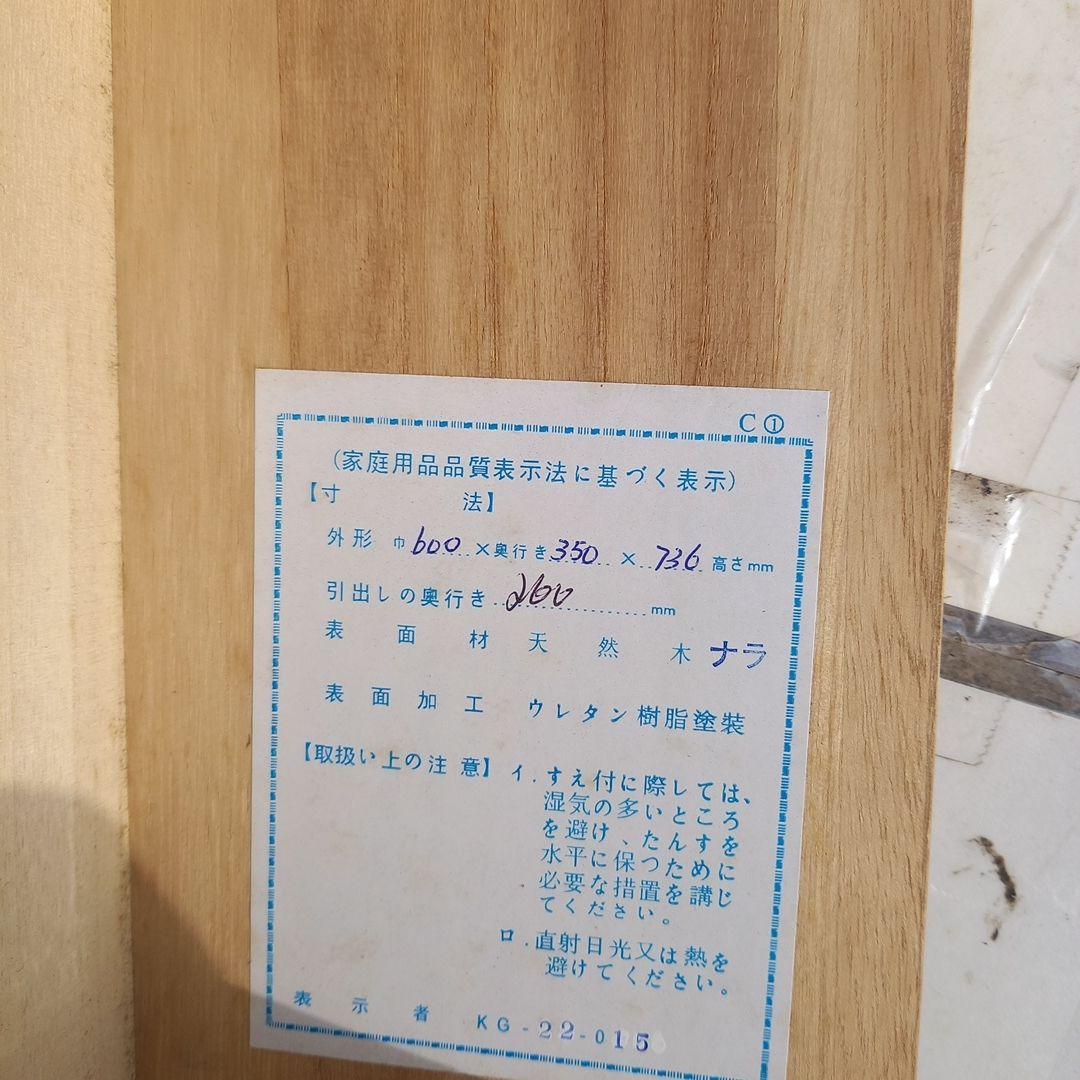 C①
(家庭用品品質表示法に基づく表示)
【寸 法】
外形 巾600×奥行き350×736高さmm
引出しの奥行き260mm
表面材 天然木 ナラ
表面加工 ウレタン樹脂塗装
【取扱い上の注意】イ.すえ付に際しては、
湿気の多いところ
を避け、たんすを
水平に保つために
必要な措置を講じ
てください。
ロ.直射日光又は熱を
避けてください。
表示者 KG-22-015